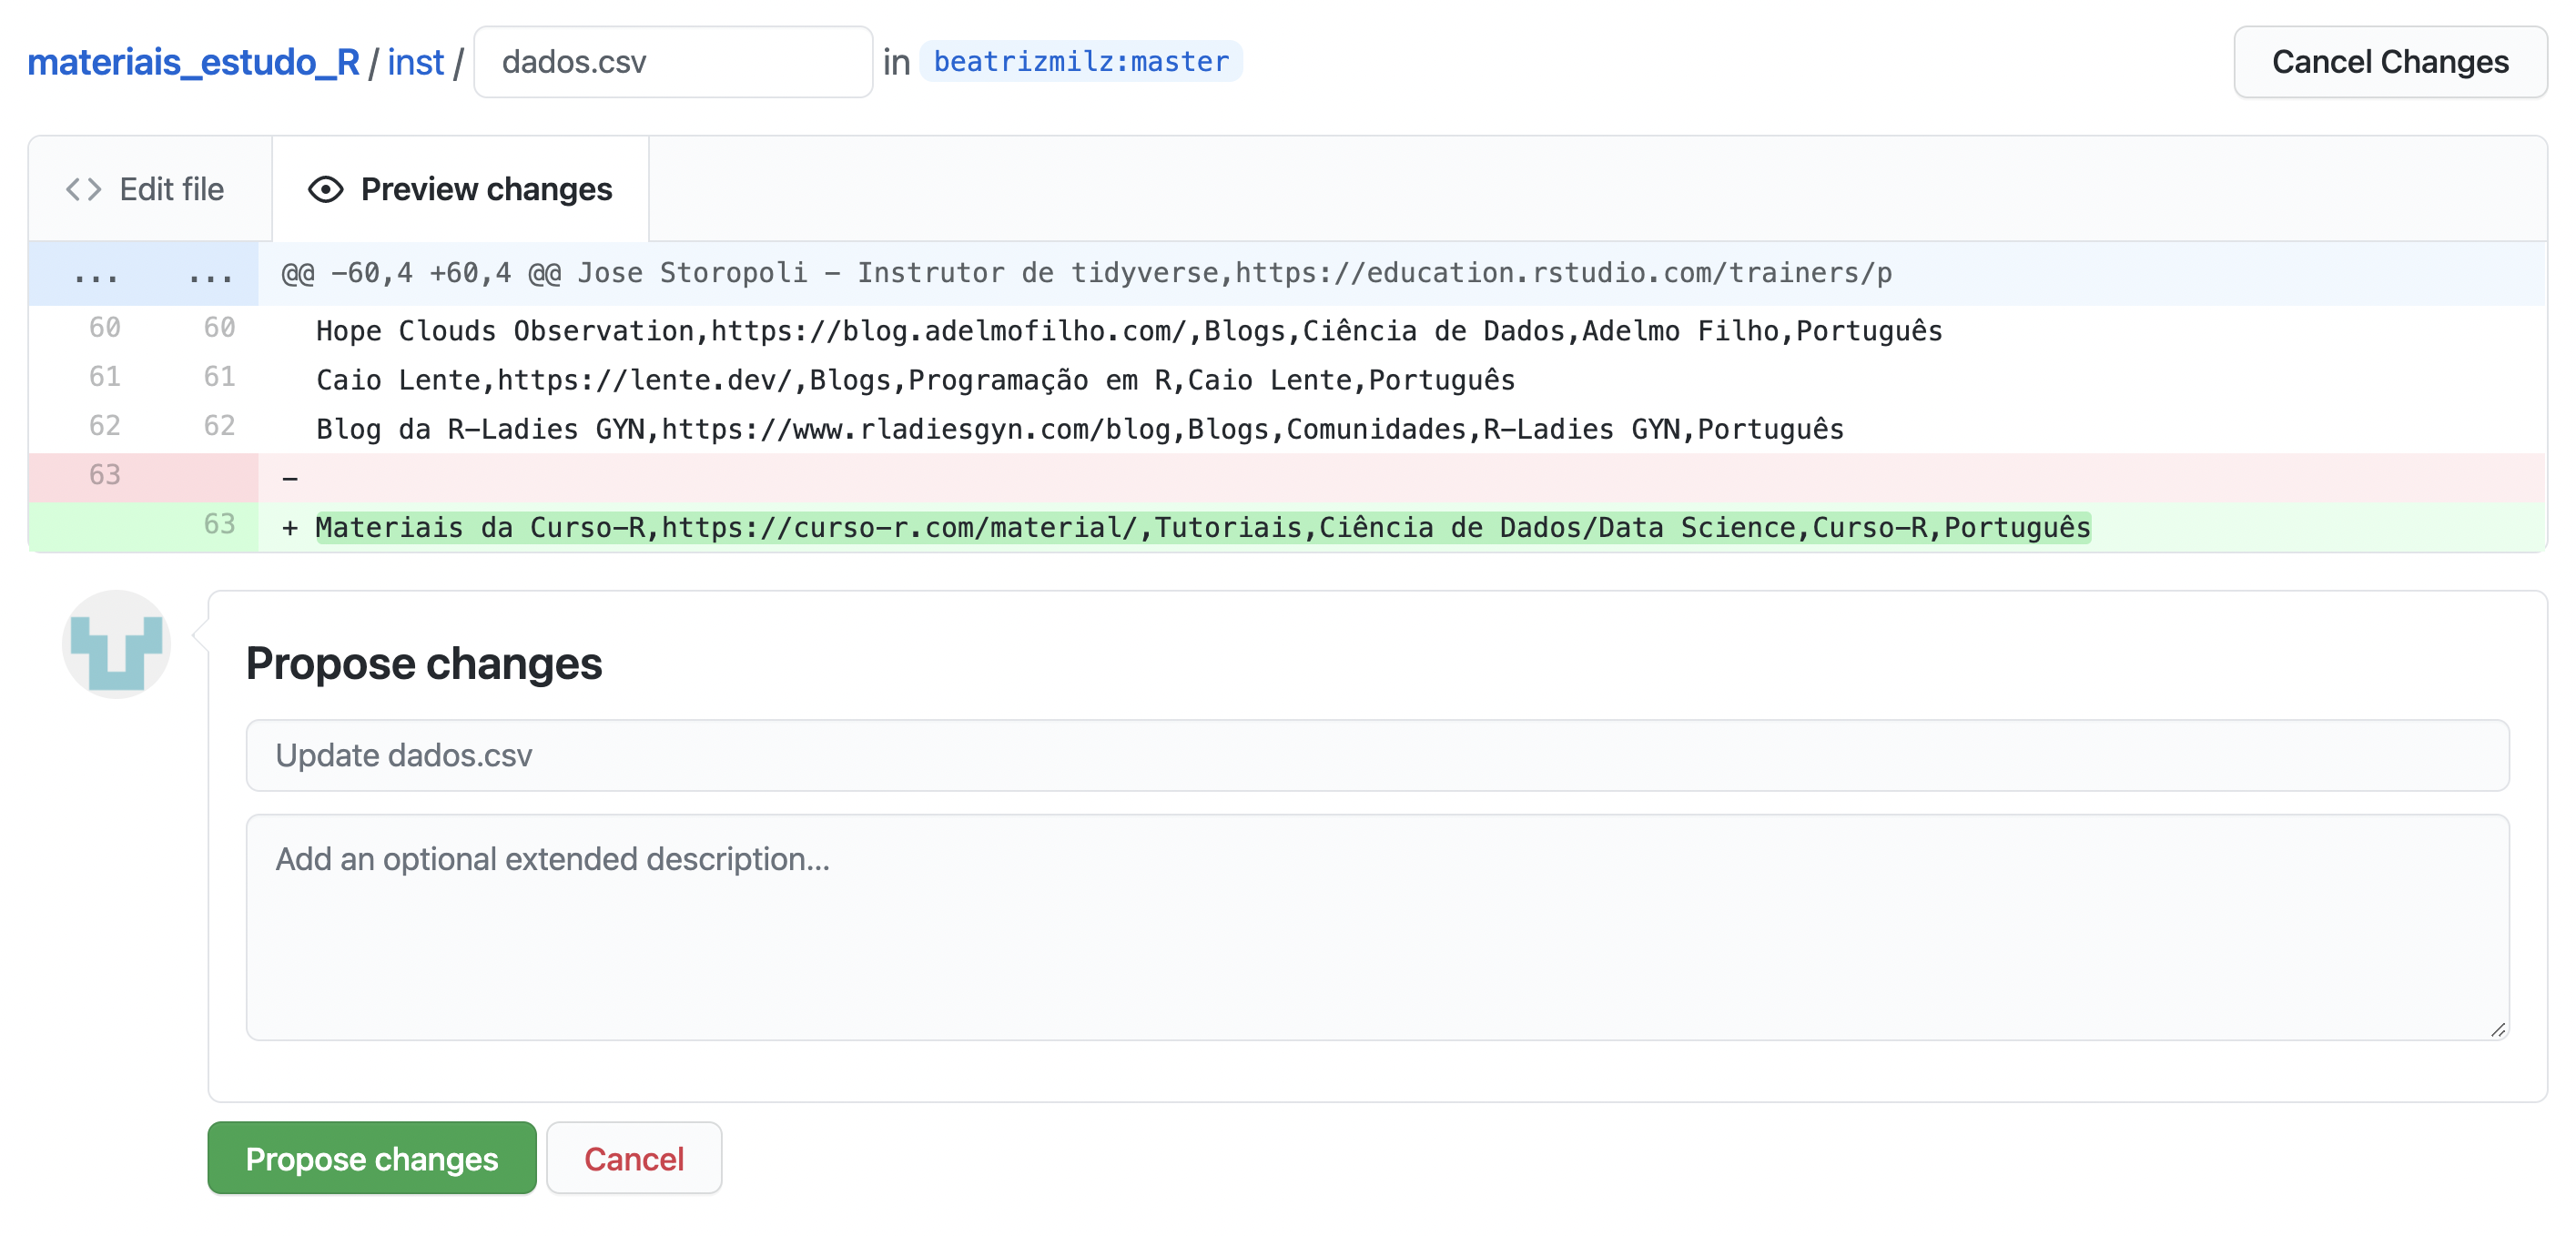 materiais_estudo_R / inst / dados.csv in beatrizmilz:master Cancel Changes
<> Edit file Preview changes
... ... @@ -60,4 +60,4 @@ Jose Storopoli - Instrutor de tidyverse,https://education.rstudio.com/trainers/p
60 60 Hope Clouds Observation,https://blog.adelmofilho.com/,Blogs,Ciência de Dados,Adelmo Filho,Português
61 61 Caio Lente,https://lente.dev/,Blogs,Programação em R,Caio Lente,Português
62 62 Blog da R-Ladies GYN,https://www.rladiesgyn.com/blog,Blogs,Comunidades,R-Ladies GYN,Português
63 -
63 + Materiais da Curso-R,https://curso-r.com/material/,Tutoriais,Ciência de Dados/Data Science,Curso-R,Português
Propose changes
Update dados.csv
Add an optional extended description...
Propose changes Cancel